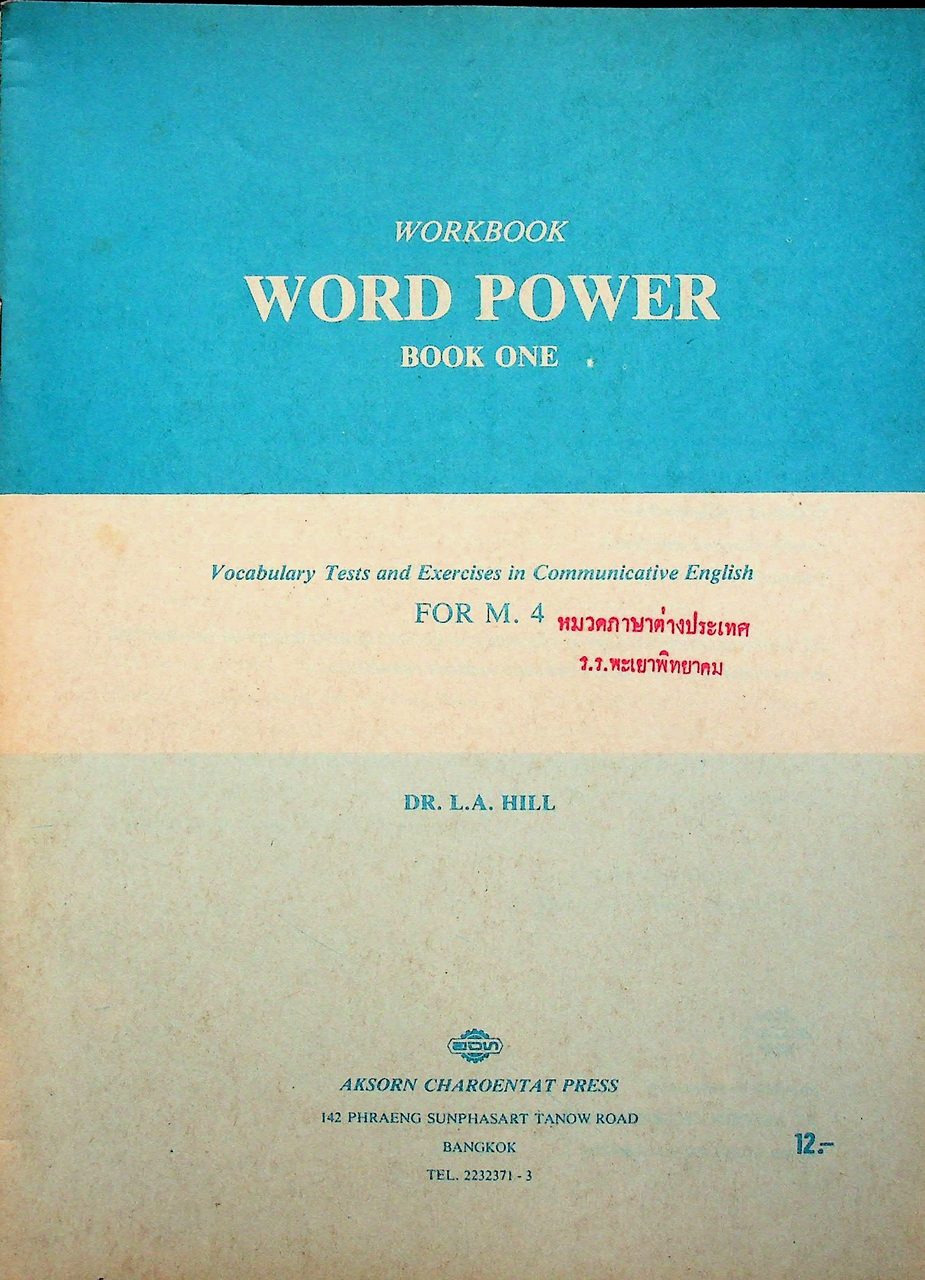 WORKBOOK
WORD POWER
BOOK ONE
Vocabulary Tests and Exercises in Communicative English
FOR M. 4
หมวดภาษาต่างประเทศ
ร.ร.พะเยาพิทยาคม
DR. L.A. HILL
อจท
AKSORN CHAROENTAT PRESS
142 PHRAENG SUNPHASART TANOW ROAD
BANGKOK
TEL. 2232371 - 3
12.-